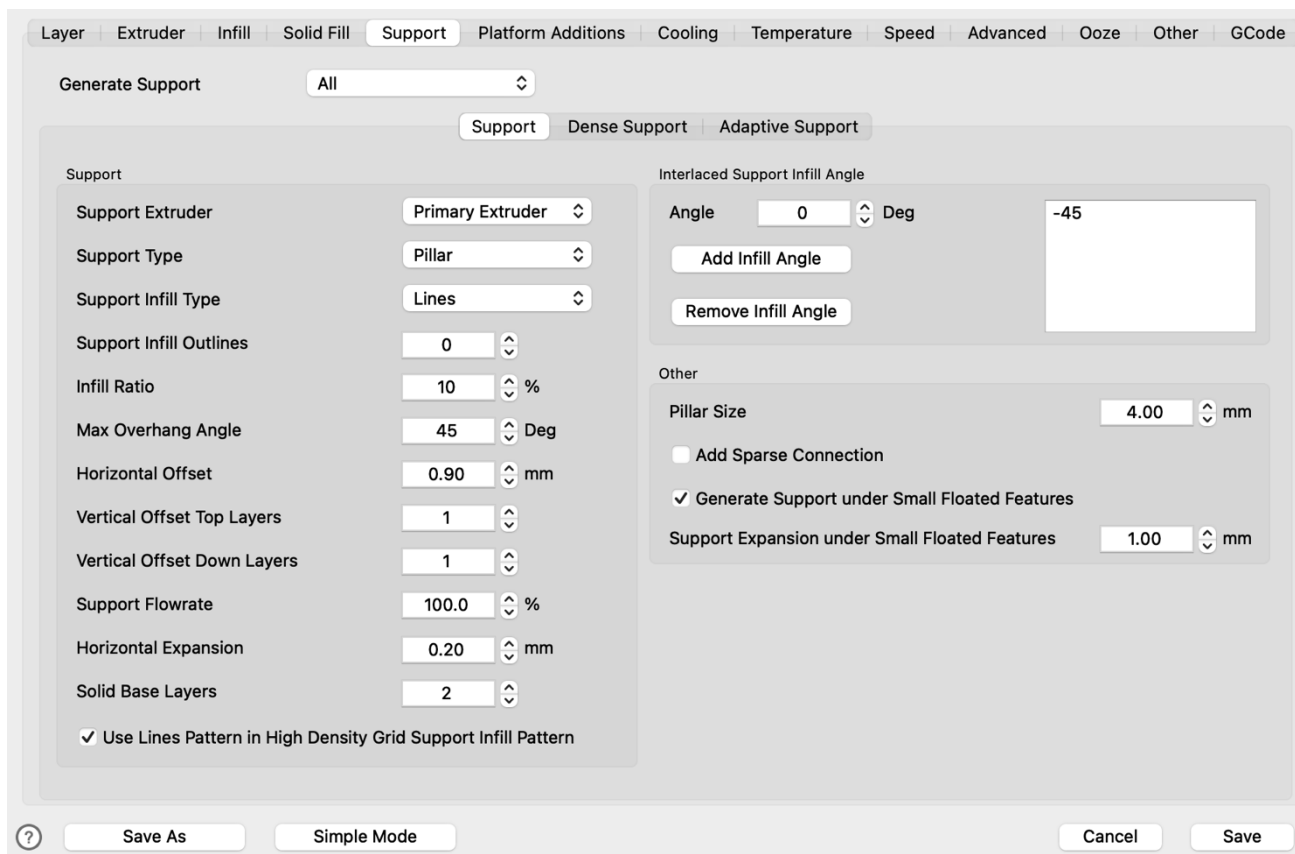 Layer Extruder Infill Solid Fill Support Platform Additions Cooling Temperature Speed Advanced Ooze Other GCode
Generate Support All
Support Dense Support Adaptive Support
Support
Support Extruder Primary Extruder
Support Type Pillar
Support Infill Type Lines
Support Infill Outlines 0
Infill Ratio 10 %
Max Overhang Angle 45 Deg
Horizontal Offset 0.90 mm
Vertical Offset Top Layers 1
Vertical Offset Down Layers 1
Support Flowrate 100.0 %
Horizontal Expansion 0.20 mm
Solid Base Layers 2
Use Lines Pattern in High Density Grid Support Infill Pattern
Interlaced Support Infill Angle
Angle 0 Deg
-45
Add Infill Angle
Remove Infill Angle
Other
Pillar Size 4.00 mm
Add Sparse Connection
Generate Support under Small Floated Features
Support Expansion under Small Floated Features 1.00 mm
? Save As Simple Mode Cancel Save